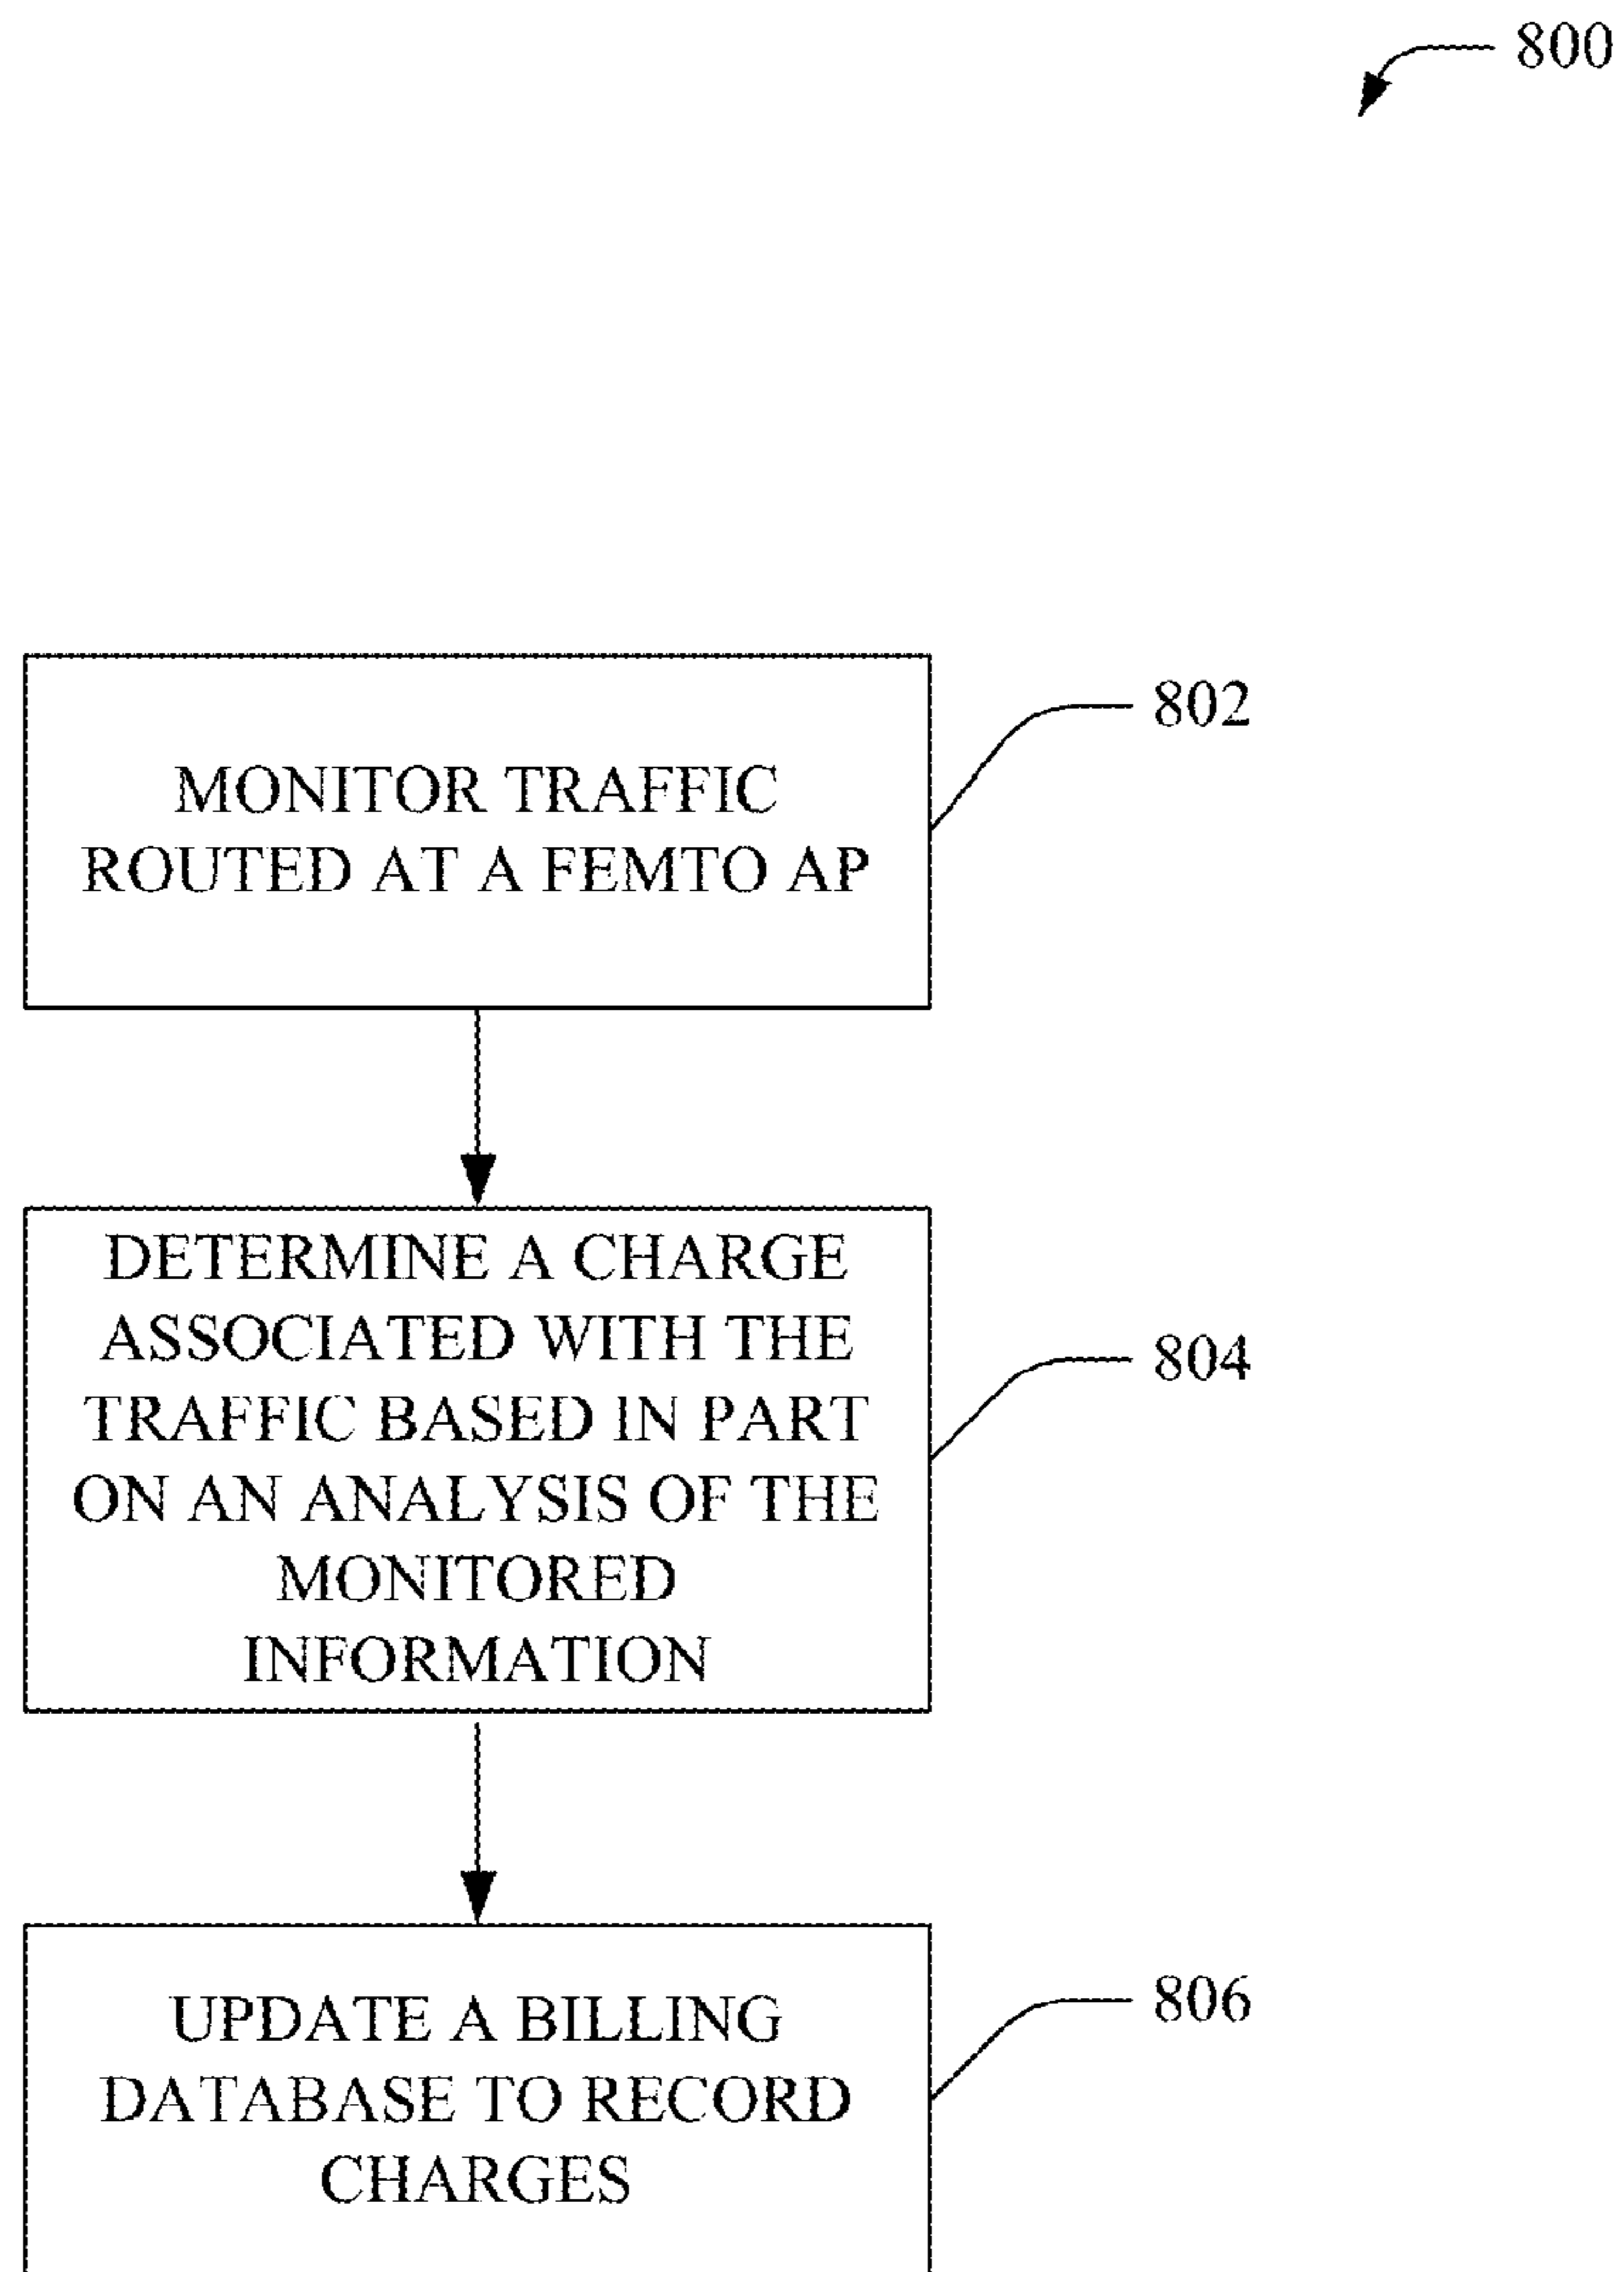 800
MONITOR TRAFFIC
ROUTED AT A FEMTO AP
802
DETERMINE A CHARGE
ASSOCIATED WITH THE
TRAFFIC BASED IN PART
ON AN ANALYSIS OF THE
MONITORED
INFORMATION
804
UPDATE A BILLING
DATABASE TO RECORD
CHARGES
806